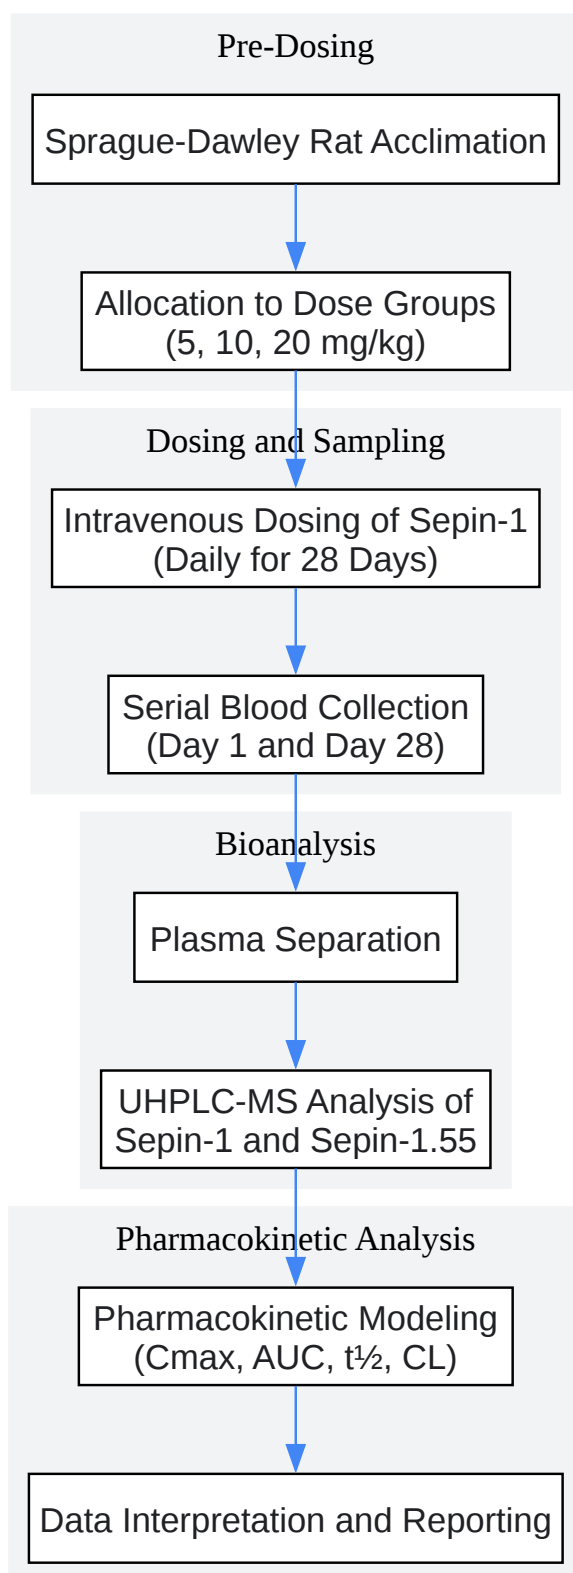 Pre-Dosing
Sprague-Dawley Rat Acclimation
Allocation to Dose Groups
(5, 10, 20 mg/kg)
Dosing and Sampling
Intravenous Dosing of Sepin-1
(Daily for 28 Days)
Serial Blood Collection
(Day 1 and Day 28)
Bioanalysis
Plasma Separation
UHPLC-MS Analysis of
Sepin-1 and Sepin-1.55
Pharmacokinetic Analysis
Pharmacokinetic Modeling
(Cmax, AUC, t½, CL)
Data Interpretation and Reporting